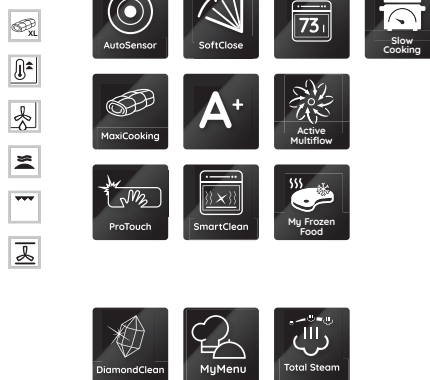 AutoSensor
SoftClose
73
Slow
Cooking
XL
MaxiCooking
A+
Active
Multiflow
ProTouch
SmartClean
My Frozen
Food
DiamondClean
MyMenu
Total Steam